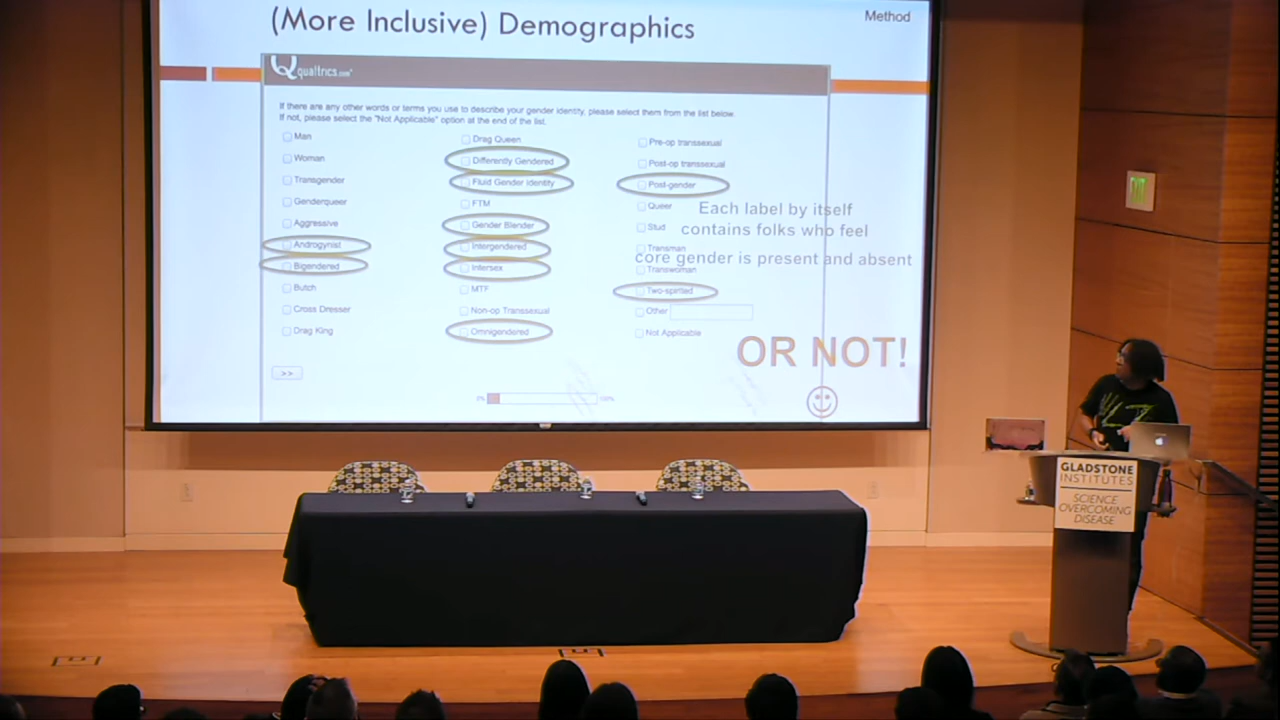 (More Inclusive) Demographics
Method
qualtrics.com
If there are any other words or terms you use to describe your gender identity, please select them from the list below.
If not, please select the "Not Applicable" option at the end of the list.
Man
Woman
Transgender
Genderqueer
Aggressive
Androgynist
Bigendered
Butch
Cross Dresser
Drag King
Drag Queen
Differently Gendered
Fluid Gender Identity
FTM
Gender Blender
Intergendered
Intersex
MTF
Non-op Transsexual
Omnigendered
Pre-op transsexual
Post-op transsexual
Post-gender
Queer
Stud
Transman
Transwoman
Two-spirited
Other
Not Applicable
Each label by itself
contains folks who feel
core gender is present and absent
OR NOT!
>>
0%
100%
EXIT
GLADSTONE
INSTITUTES
SCIENCE
OVERCOMING
DISEASE